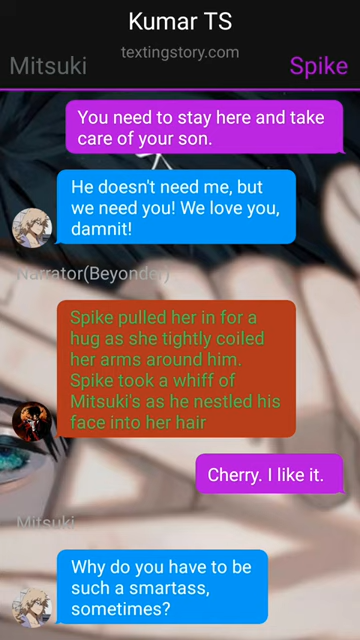 Kumar TS
textingstory.com
Mitsuki
Spike
You need to stay here and take
care of your son.
He doesn't need me, but
we need you! We love you,
damnit!
Narrator(Beyonder)
Spike pulled her in for a
hug as she tightly coiled
her arms around him.
Spike took a whiff of
Mitsuki's as he nestled his
face into her hair
Cherry. I like it.
Mitsuki
Why do you have to be
such a smartass,
sometimes?